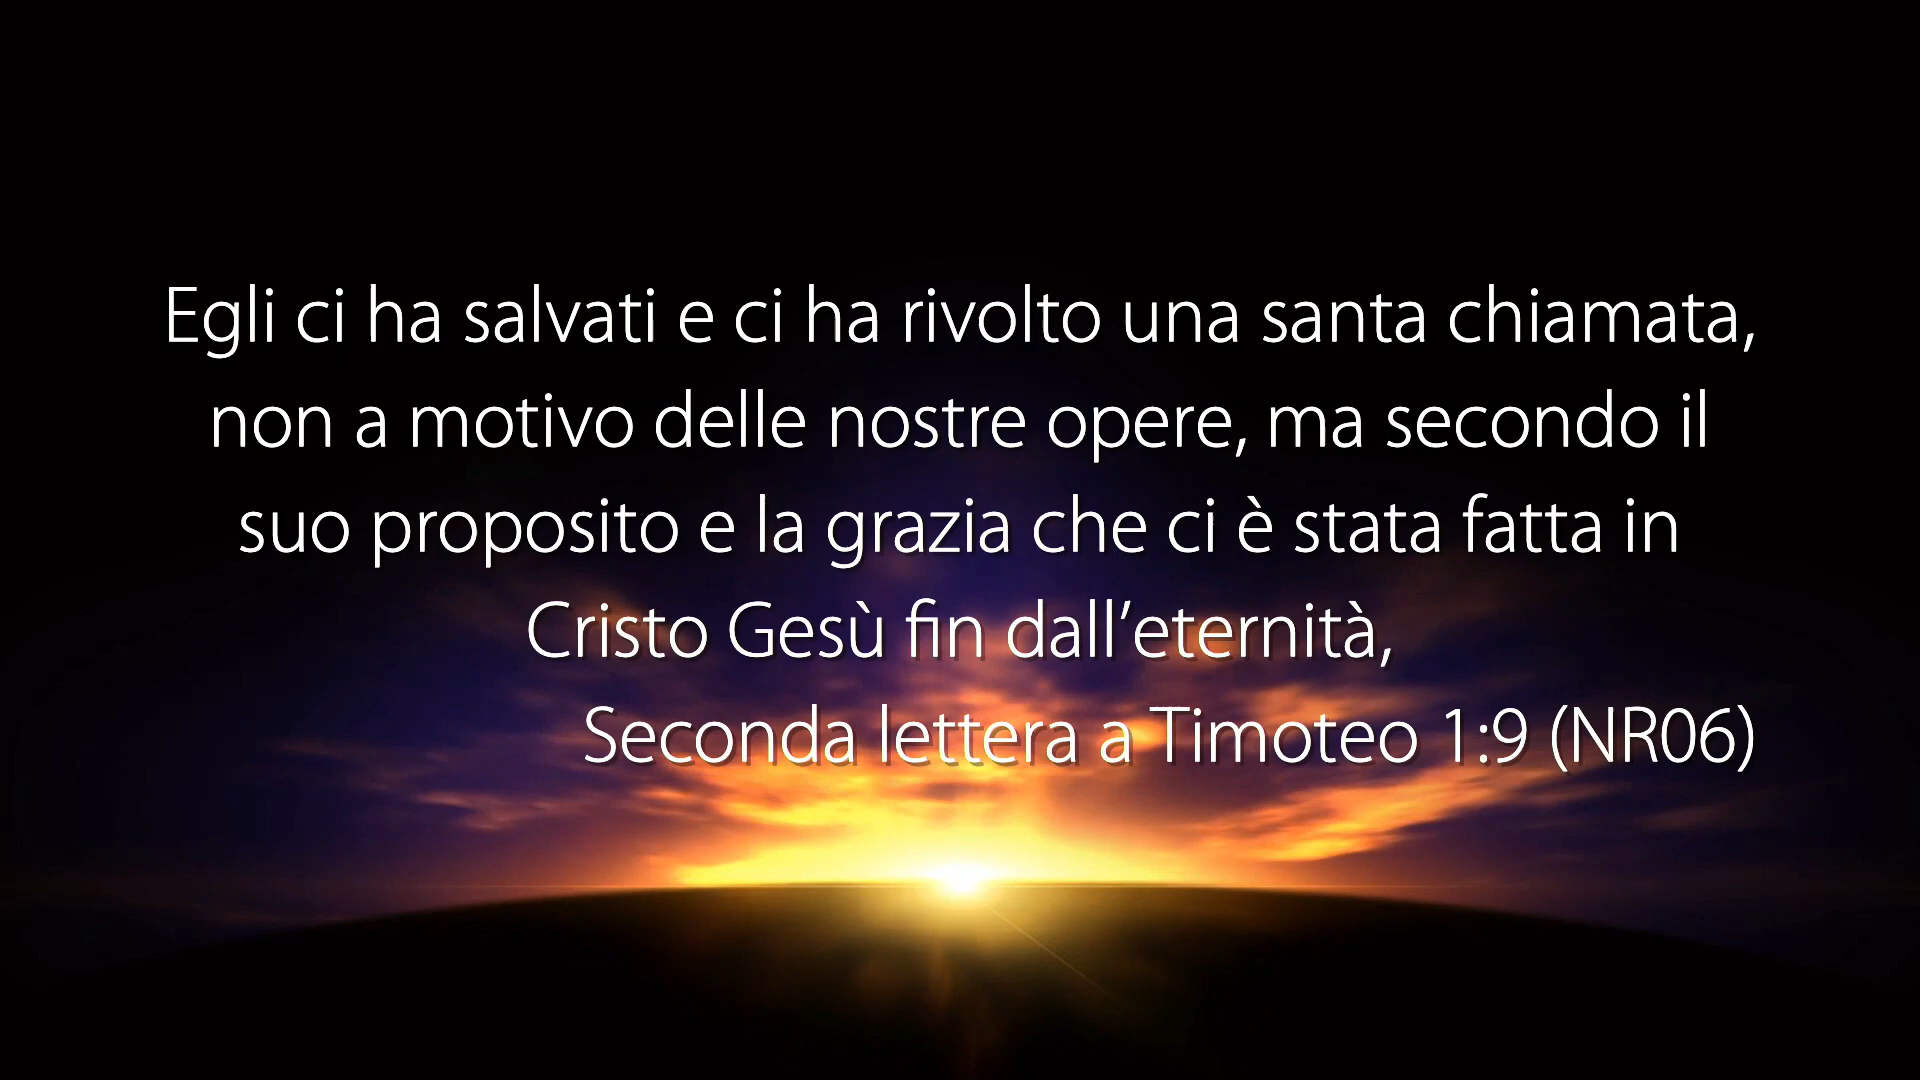 Egli ci ha salvati e ci ha rivolto una santa chiamata,
non a motivo delle nostre opere, ma secondo il
suo proposito e la grazia che ci è stata fatta in
Cristo Gesù fin dall’eternità,
Seconda lettera a Timoteo 1:9 (NR06)